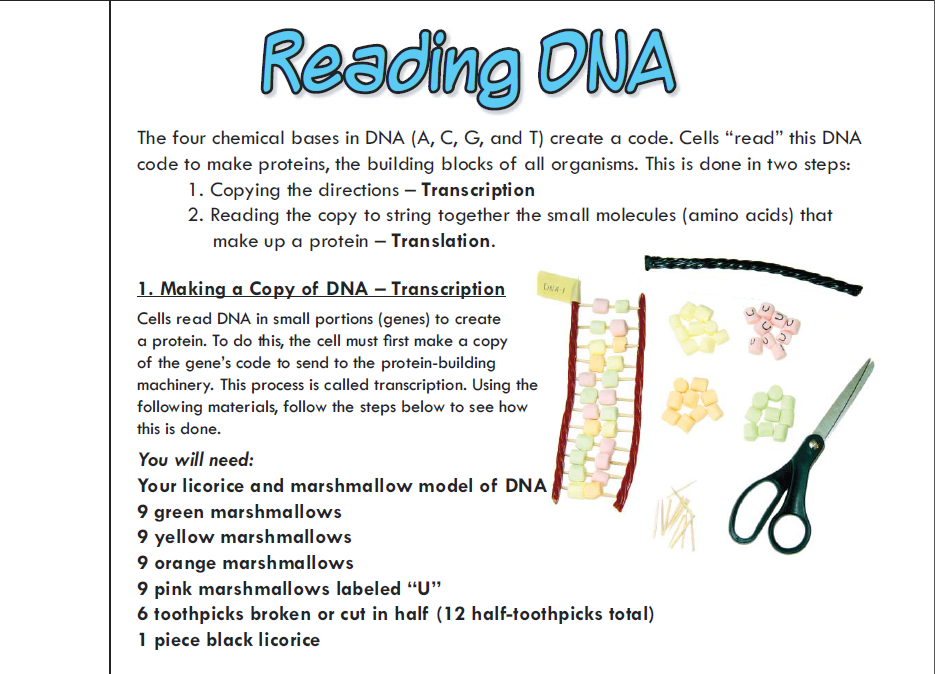 Reading DNA
The four chemical bases in DNA (A, C, G, and T) create a code. Cells “read” this DNA
code to make proteins, the building blocks of all organisms. This is done in two steps:
1. Copying the directions – Transcription
2. Reading the copy to string together the small molecules (amino acids) that
make up a protein – Translation.
1. Making a Copy of DNA – Transcription
Cells read DNA in small portions (genes) to create
a protein. To do this, the cell must first make a copy
of the gene’s code to send to the protein-building
machinery. This process is called transcription. Using the
following materials, follow the steps below to see how
this is done.
You will need:
Your licorice and marshmallow model of DNA
9 green marshmallows
9 yellow marshmallows
9 orange marshmallows
9 pink marshmallows labeled “U”
6 toothpicks broken or cut in half (12 half-toothpicks total)
1 piece black licorice
DNA-1
U U U U U U